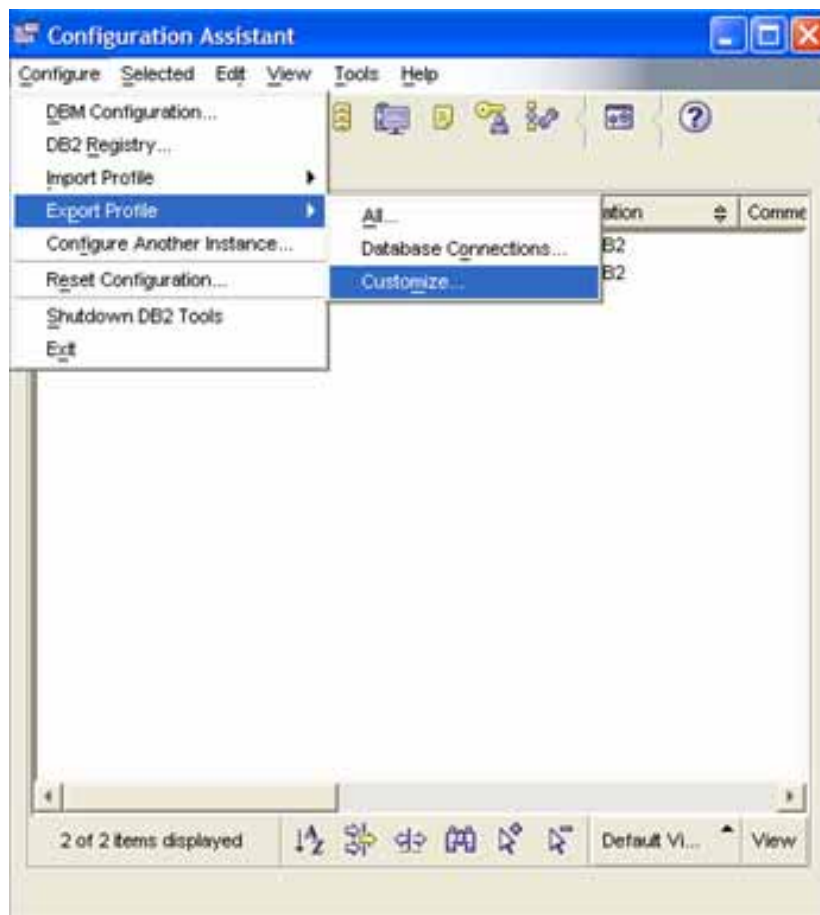 Configuration Assistant
Configure Selected Edit View Tools Help
DBM Configuration...
DB2 Registry...
Import Profile
Export Profile
Configure Another Instance...
Reset Configuration...
Shutdown DB2 Tools
Exit
All...
Database Connections...
Customize...
ation Comme
B2
B2
2 of 2 items displayed Default Vi... View